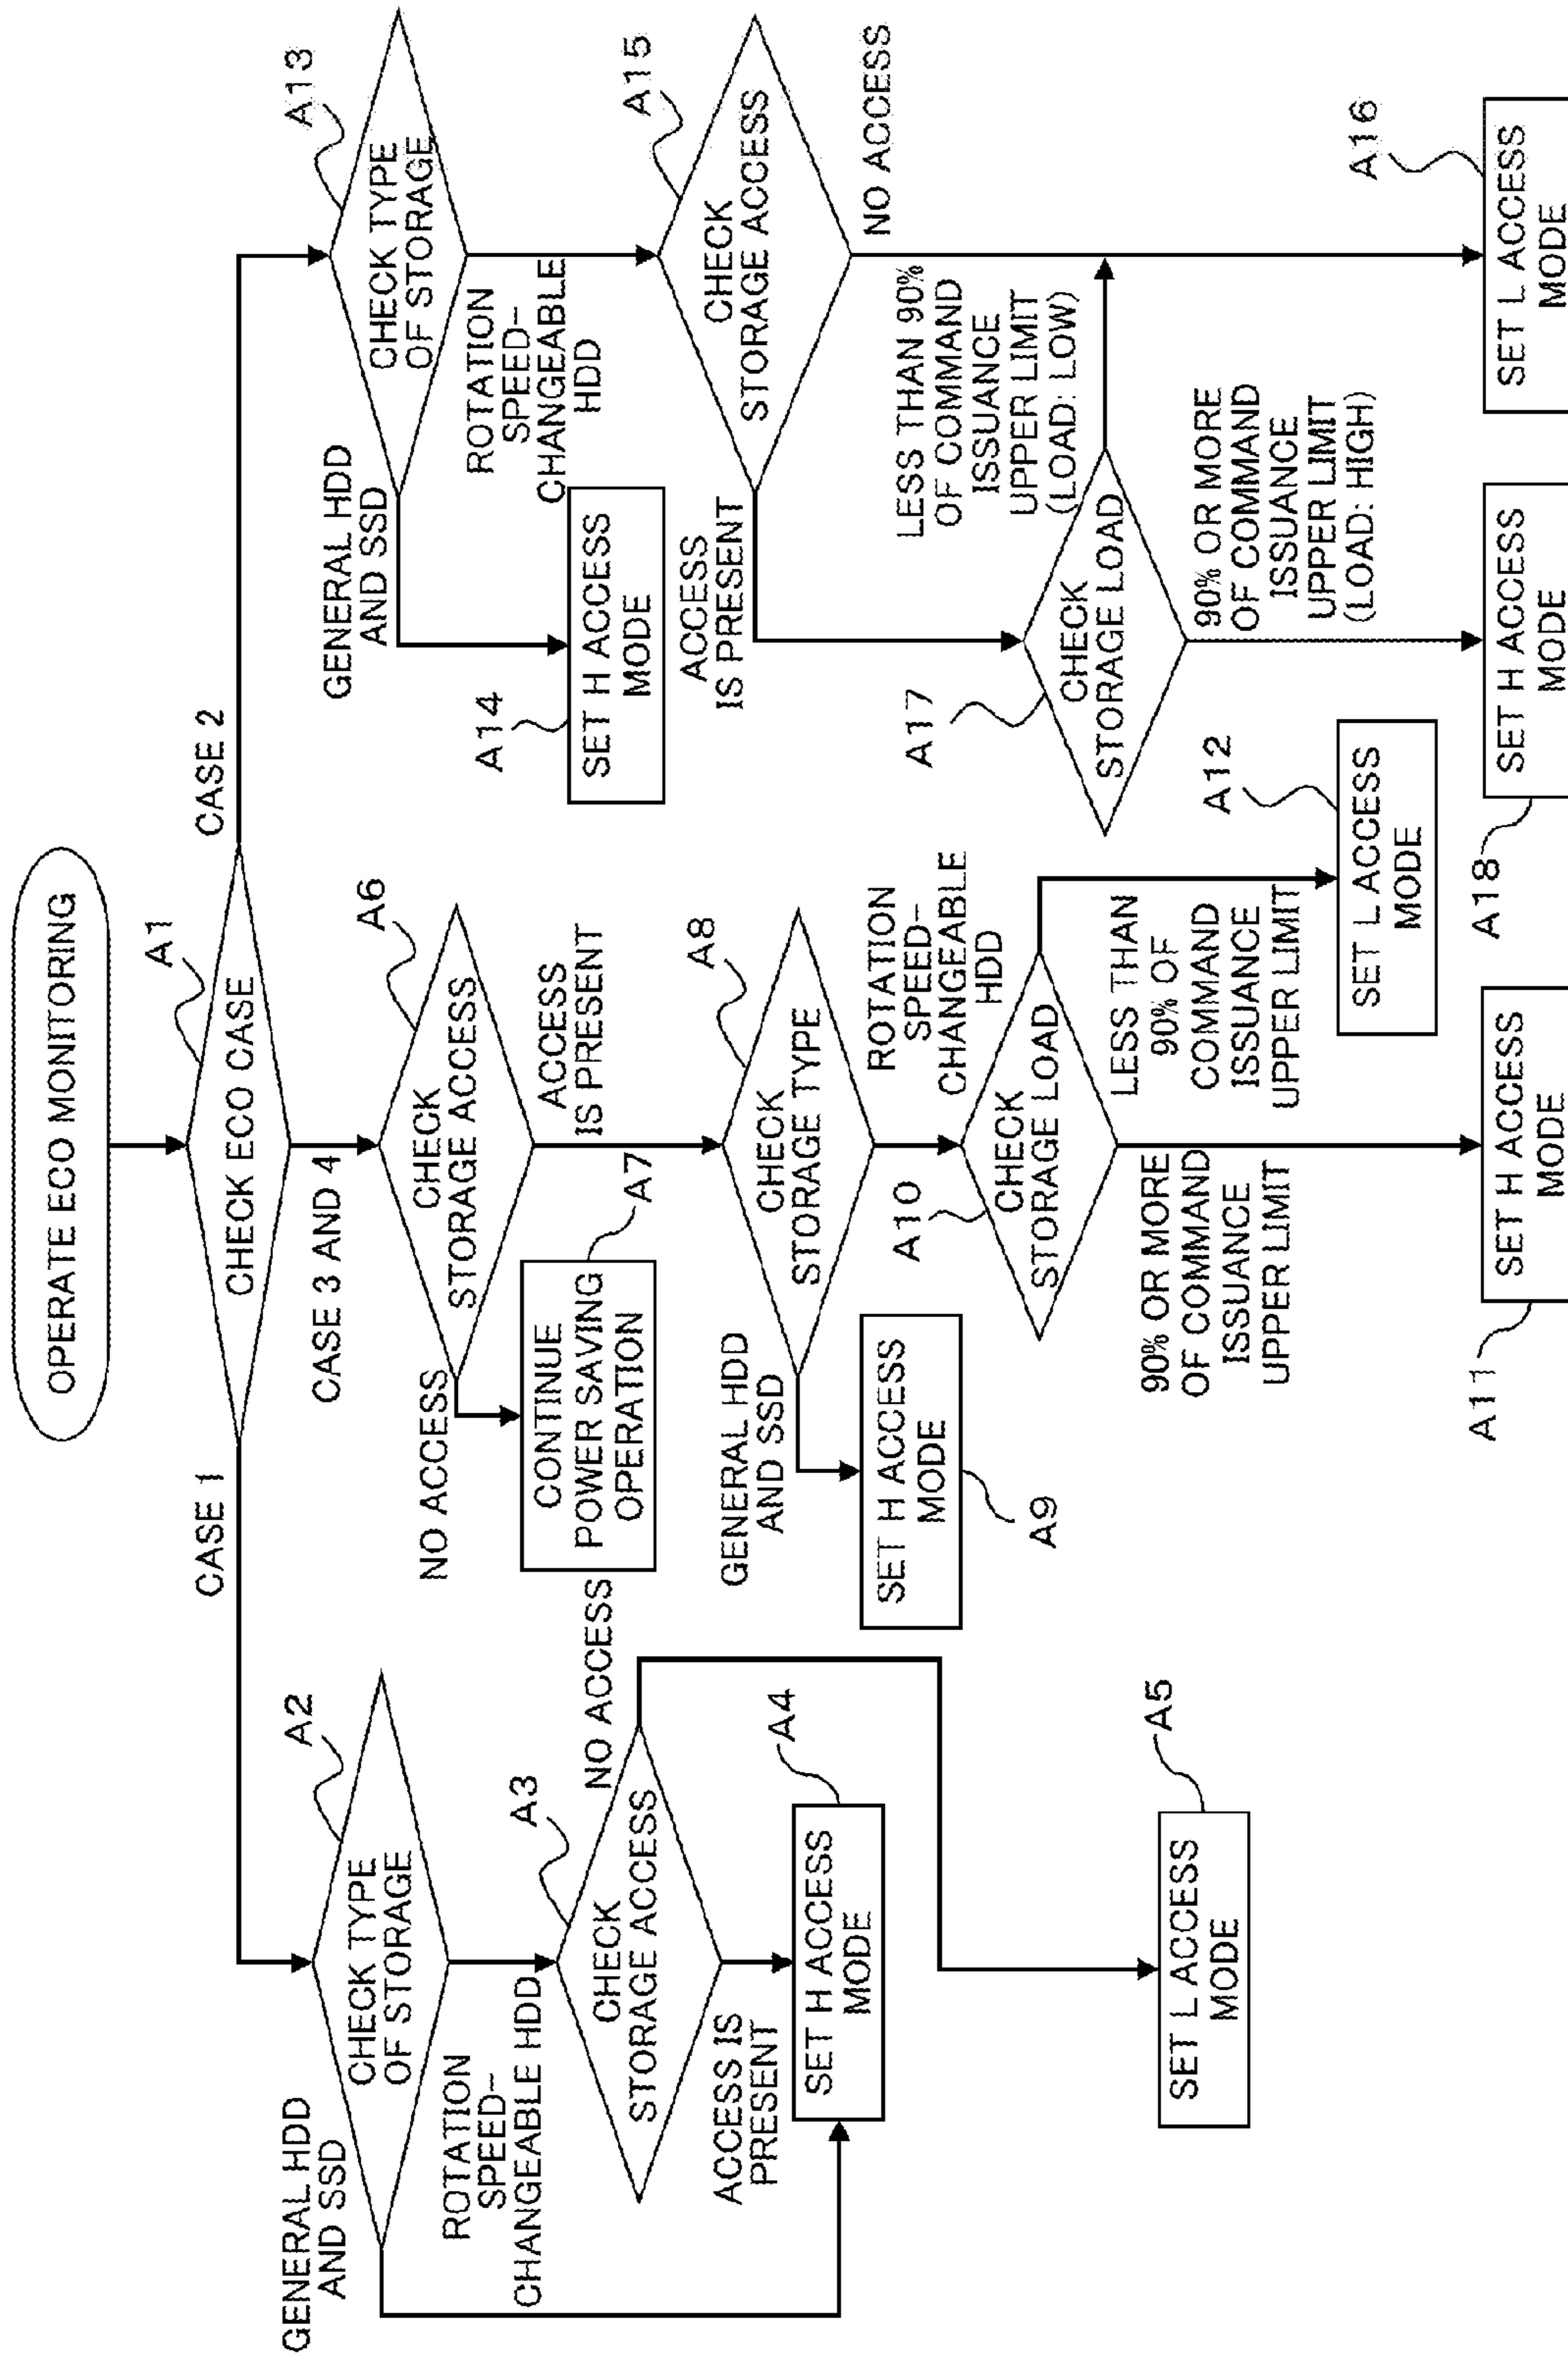 OPERATE ECO MONITORING
A1
CHECK ECO CASE
CASE 1
CASE 3 AND 4
CASE 2
GENERAL HDD
AND SSD
A2
CHECK TYPE
OF STORAGE
ROTATION
SPEED-
CHANGEABLE HDD
A3
CHECK
STORAGE ACCESS
NO ACCESS
ACCESS IS
PRESENT
A4
SET H ACCESS
MODE
A5
SET L ACCESS
MODE
A6
CHECK
STORAGE ACCESS
NO ACCESS
CONTINUE
POWER SAVING
OPERATION
A7
ACCESS
IS PRESENT
A8
CHECK
STORAGE TYPE
GENERAL HDD
AND SSD
SET H ACCESS
MODE
A9
ROTATION
SPEED-
CHANGEABLE
HDD
A10
CHECK
STORAGE LOAD
90% OR MORE
OF COMMAND
ISSUANCE
UPPER LIMIT
LESS THAN
90% OF
COMMAND
ISSUANCE
UPPER LIMIT
A11
SET H ACCESS
MODE
A12
SET L ACCESS
MODE
A13
CHECK TYPE
OF STORAGE
GENERAL HDD
AND SSD
A14
SET H ACCESS
MODE
ROTATION
SPEED-
CHANGEABLE
HDD
A15
CHECK
STORAGE ACCESS
ACCESS
IS PRESENT
NO ACCESS
A17
CHECK
STORAGE LOAD
LESS THAN 90%
OF COMMAND
ISSUANCE
UPPER LIMIT
(LOAD: LOW)
90% OR MORE
OF COMMAND
ISSUANCE
UPPER LIMIT
(LOAD: HIGH)
A18
SET H ACCESS
MODE
A16
SET L ACCESS
MODE